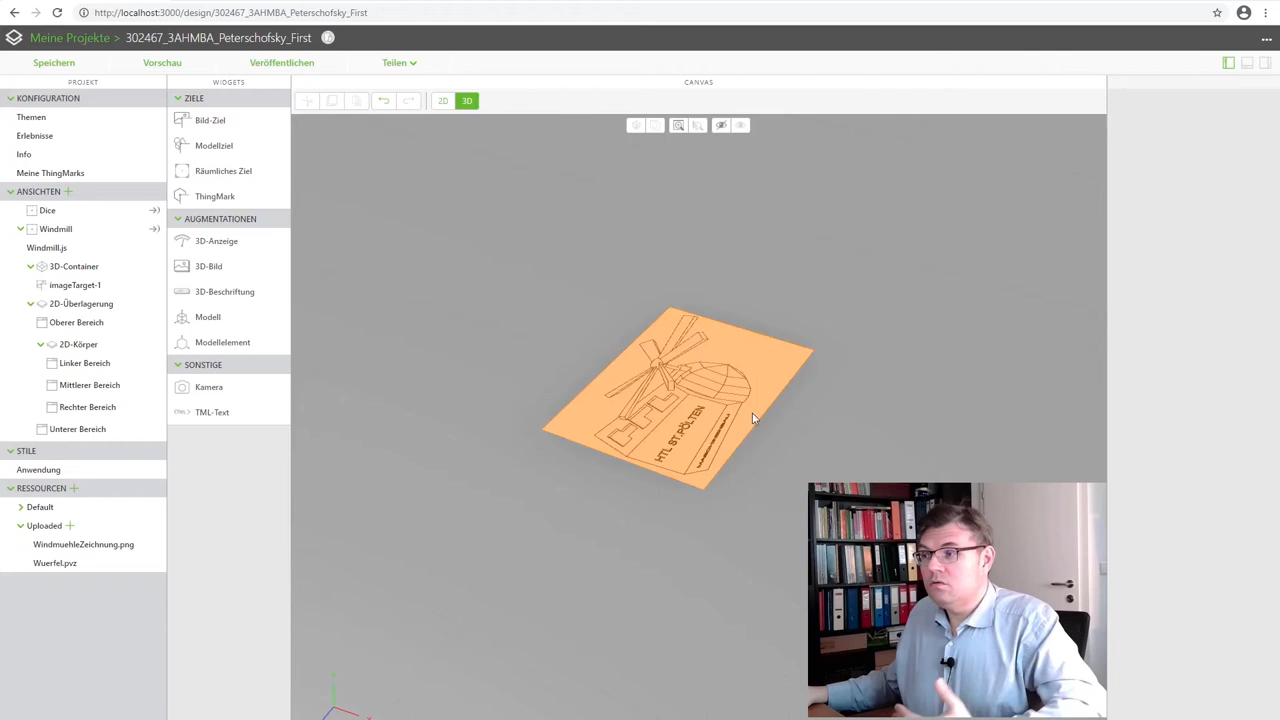 http://localhost:3000/design/302467_3AHMBA_Peterschofsky_First
Meine Projekte > 302467_3AHMBA_Peterschofsky_First
Speichern Vorschau Veröffentlichen Teilen
PROJEKT
KONFIGURATION
Themen
Erlebnisse
Info
Meine ThingMarks
ANSICHTEN
Dice
Windmill
Windmill.js
3D-Container
imageTarget-1
2D-Überlagerung
Oberer Bereich
2D-Körper
Linker Bereich
Mittlerer Bereich
Rechter Bereich
Unterer Bereich
STILE
Anwendung
RESSOURCEN
Default
Uploaded
WindmuehleZeichnung.png
Wuerfel.pvz
WIDGETS
ZIELE
Bild-Ziel
Modellziel
Räumliches Ziel
ThingMark
AUGMENTATIONEN
3D-Anzeige
3D-Bild
3D-Beschriftung
Modell
Modellelement
SONSTIGE
Kamera
TML-Text
CANVAS
2D 3D
HTL ST.PÖLTEN